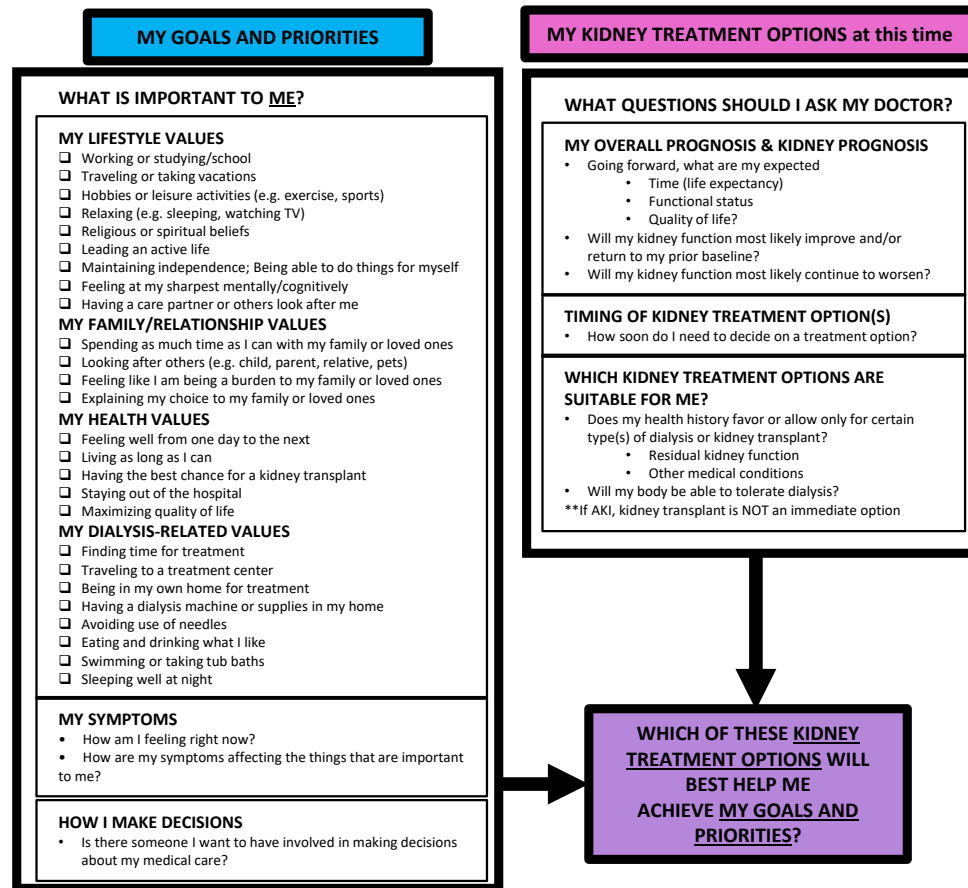 MY GOALS AND PRIORITIES
WHAT IS IMPORTANT TO ME?
MY LIFESTYLE VALUES
❑ Working or studying/school
❑ Traveling or taking vacations
❑ Hobbies or leisure activities (e.g. exercise, sports)
❑ Relaxing (e.g. sleeping, watching TV)
❑ Religious or spiritual beliefs
❑ Leading an active life
❑ Maintaining independence; Being able to do things for myself
❑ Feeling at my sharpest mentally/cognitively
❑ Having a care partner or others look after me
MY FAMILY/RELATIONSHIP VALUES
❑ Spending as much time as I can with my family or loved ones
❑ Looking after others (e.g. child, parent, relative, pets)
❑ Feeling like I am being a burden to my family or loved ones
❑ Explaining my choice to my family or loved ones
MY HEALTH VALUES
❑ Feeling well from one day to the next
❑ Living as long as I can
❑ Having the best chance for a kidney transplant
❑ Staying out of the hospital
❑ Maximizing quality of life
MY DIALYSIS-RELATED VALUES
❑ Finding time for treatment
❑ Traveling to a treatment center
❑ Being in my own home for treatment
❑ Having a dialysis machine or supplies in my home
❑ Avoiding use of needles
❑ Eating and drinking what I like
❑ Swimming or taking tub baths
❑ Sleeping well at night
MY SYMPTOMS
• How am I feeling right now?
• How are my symptoms affecting the things that are important
to me?
HOW I MAKE DECISIONS
• Is there someone I want to have involved in making decisions
about my medical care?
MY KIDNEY TREATMENT OPTIONS at this time
WHAT QUESTIONS SHOULD I ASK MY DOCTOR?
MY OVERALL PROGNOSIS & KIDNEY PROGNOSIS
• Going forward, what are my expected
• Time (life expectancy)
• Functional status
• Quality of life?
• Will my kidney function most likely improve and/or
return to my prior baseline?
• Will my kidney function most likely continue to worsen?
TIMING OF KIDNEY TREATMENT OPTION(S)
• How soon do I need to decide on a treatment option?
WHICH KIDNEY TREATMENT OPTIONS ARE
SUITABLE FOR ME?
• Does my health history favor or allow only for certain
type(s) of dialysis or kidney transplant?
• Residual kidney function
• Other medical conditions
• Will my body be able to tolerate dialysis?
**If AKI, kidney transplant is NOT an immediate option
WHICH OF THESE KIDNEY
TREATMENT OPTIONS WILL
BEST HELP ME
ACHIEVE MY GOALS AND
PRIORITIES?